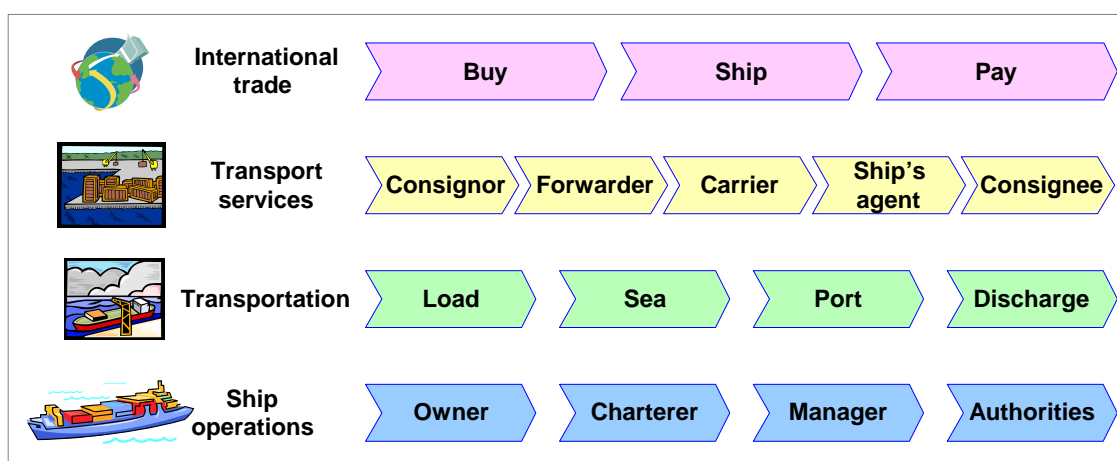 International
trade
Buy
Ship
Pay
Transport
services
Consignor
Forwarder
Carrier
Ship’s
agent
Consignee
Transportation
Load
Sea
Port
Discharge
Ship
operations
Owner
Charterer
Manager
Authorities